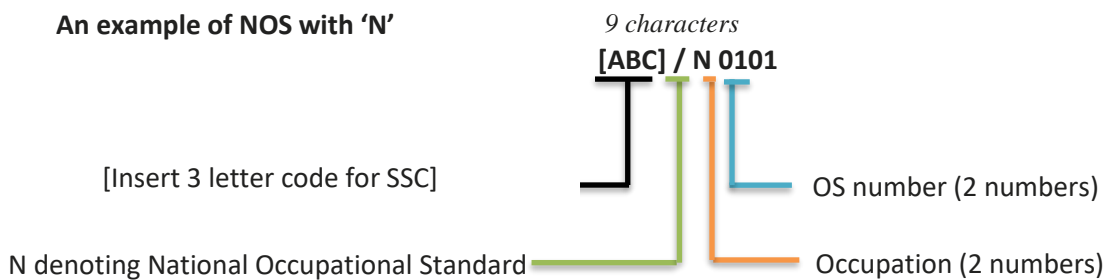 An example of NOS with ‘N’
9 characters
[ABC] / N 0101
[Insert 3 letter code for SSC]
OS number (2 numbers)
N denoting National Occupational Standard
Occupation (2 numbers)